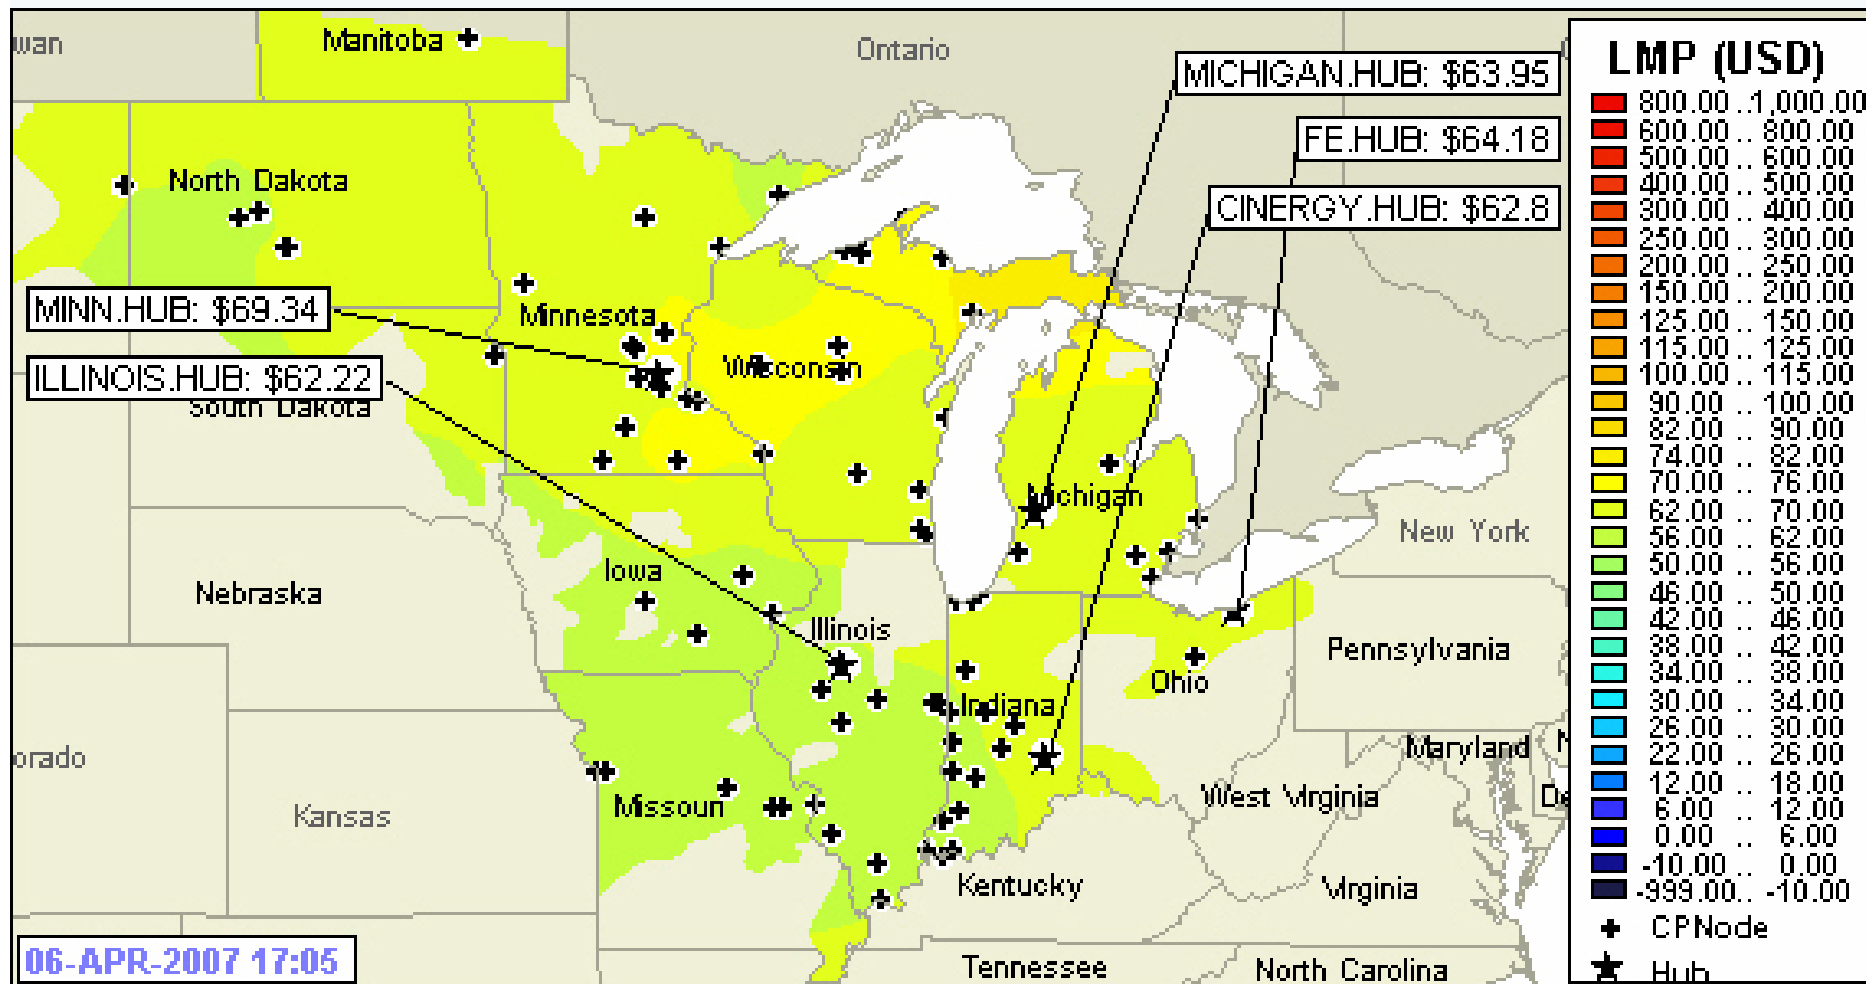 wan
Manitoba
Ontario
MICHIGAN.HUB: $63.95
FE.HUB: $64.18
CINERGY.HUB: $62.8
North Dakota
MINN.HUB: $69.34
Minnesota
ILLINOIS.HUB: $62.22
Wisconsin
South Dakota
Michigan
New York
Iowa
Nebraska
Illinois
Pennsylvania
Ohio
Indiana
Maryland
orado
West Virginia
De
Missouri
Kansas
Kentucky
Virginia
Tennessee
North Carolina
06-APR-2007 17:05
LMP (USD)
800.00 .. 1,000.00
600.00 .. 800.00
500.00 .. 600.00
400.00 .. 500.00
300.00 .. 400.00
250.00 .. 300.00
200.00 .. 250.00
150.00 .. 200.00
125.00 .. 150.00
115.00 .. 125.00
100.00 .. 115.00
90.00 .. 100.00
82.00 .. 90.00
74.00 .. 82.00
70.00 .. 76.00
62.00 .. 70.00
56.00 .. 62.00
50.00 .. 56.00
46.00 .. 50.00
42.00 .. 46.00
38.00 .. 42.00
34.00 .. 38.00
30.00 .. 34.00
26.00 .. 30.00
22.00 .. 26.00
12.00 .. 18.00
6.00 .. 12.00
0.00 .. 6.00
-10.00 .. 0.00
-999.00.. -10.00
CPNode
Hub